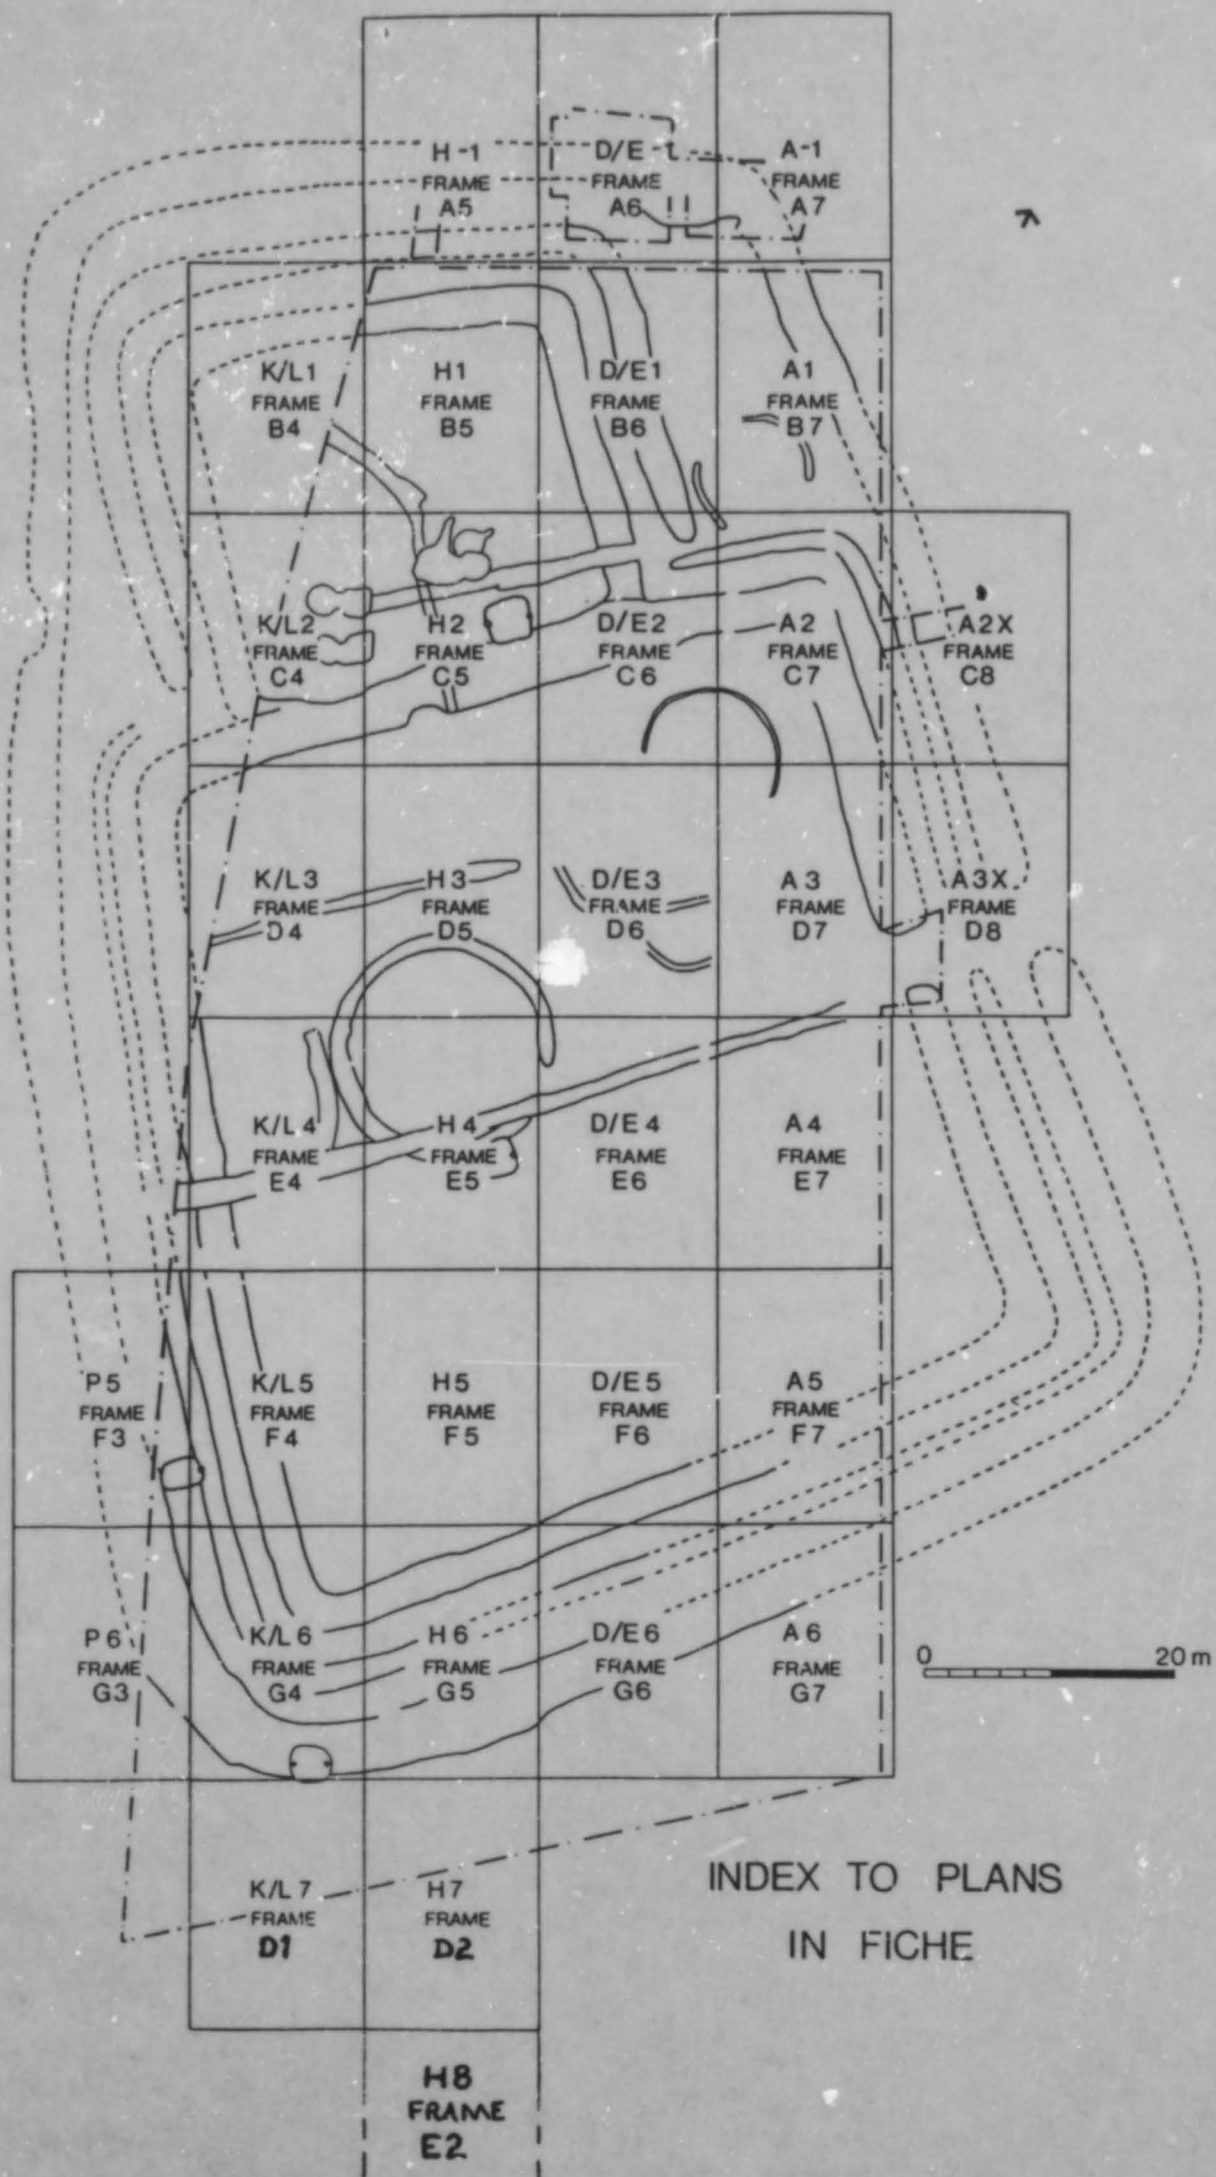 H-1
FRAME
A5
D/E-1
FRAME
A6
A-1
FRAME
A7
K/L1
FRAME
B4
H1
FRAME
B5
D/E1
FRAME
B6
A1
FRAME
B7
K/L2
FRAME
C4
H2
FRAME
C5
D/E2
FRAME
C6
A2
FRAME
C7
A2X
FRAME
C8
K/L3
FRAME
D4
H3
FRAME
D5
D/E3
FRAME
D6
A3
FRAME
D7
A3X
FRAME
D8
K/L4
FRAME
E4
H4
FRAME
E5
D/E4
FRAME
E6
A4
FRAME
E7
P5
FRAME
F3
K/L5
FRAME
F4
H5
FRAME
F5
D/E5
FRAME
F6
A5
FRAME
F7
P6
FRAME
G3
K/L6
FRAME
G4
H6
FRAME
G5
D/E6
FRAME
G6
A6
FRAME
G7
0 20m
K/L7
FRAME
D1
H7
FRAME
D2
INDEX TO PLANS
IN FICHE
H8
FRAME
E2